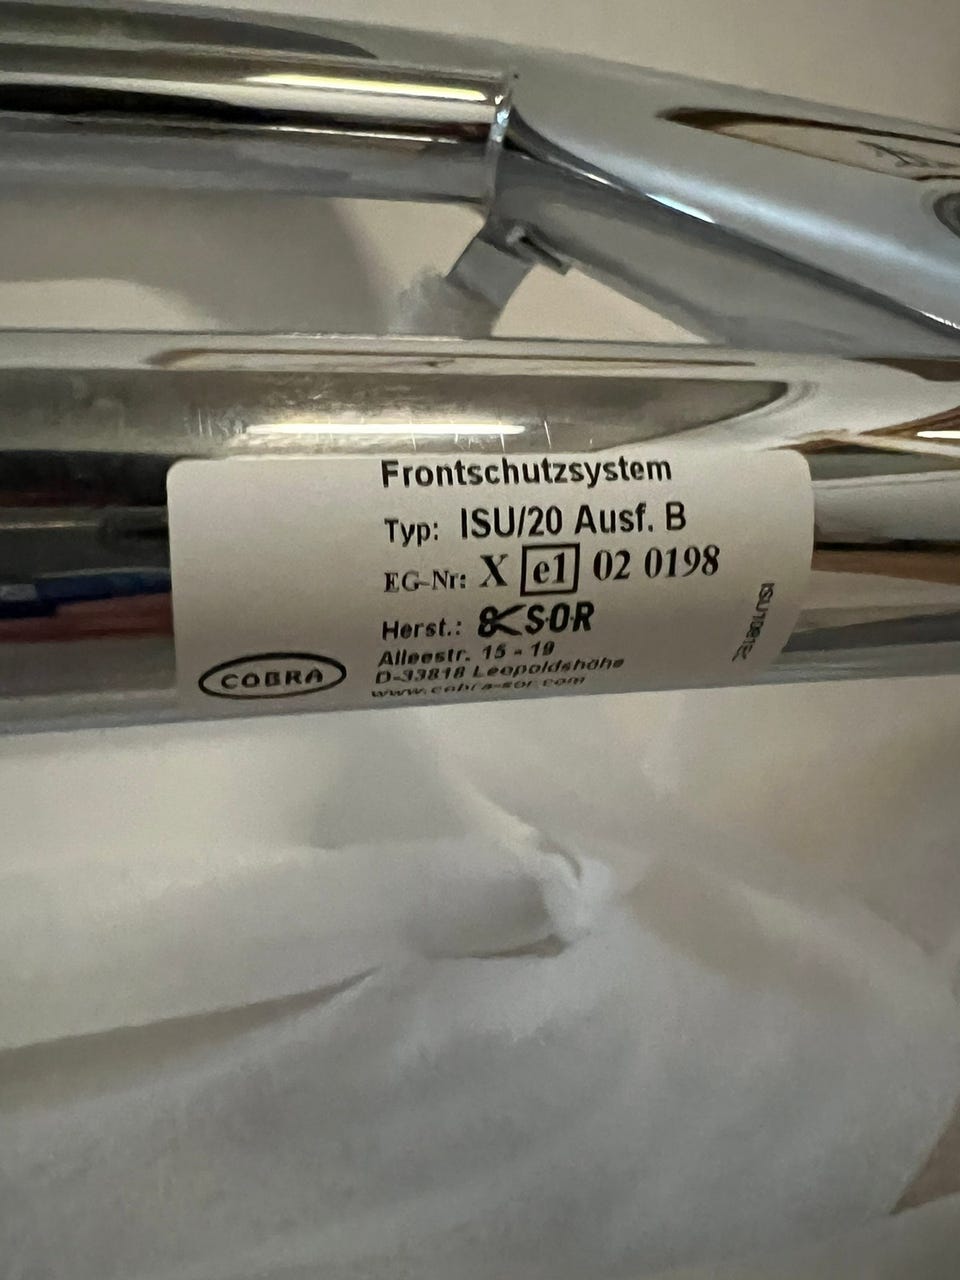 Frontschutzsystem
Typ: ISU/20 Ausf. B
EG-Nr: X e1 02 0198
Herst.: SOR
Alleestr. 15 - 19
D-33818 Leopoldshöhe
www.cobra-sor.com
COBRA